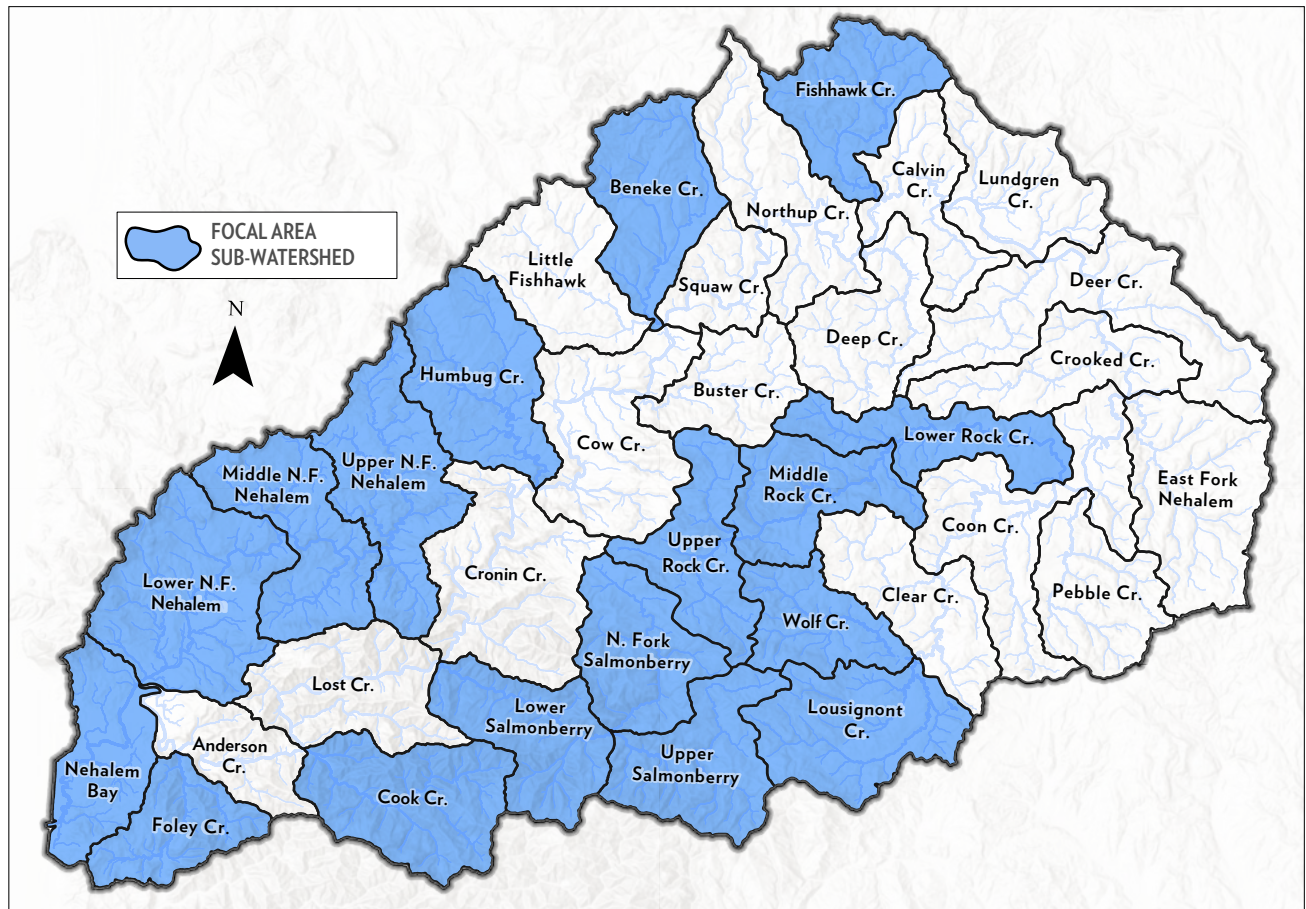 Fishhawk Cr.
Beneke Cr.
Calvin
Cr.
Lundgren
Cr.
Northup Cr.
FOCAL AREA
SUB-WATERSHED
Little
Fishhawk
Squaw Cr.
Deer Cr.
N
Deep Cr.
Crooked Cr.
Humbug Cr.
Buster Cr.
Cow Cr.
Lower Rock Cr.
Middle N.F.
Nehalem
Upper N.F.
Nehalem
Middle
Rock Cr.
East Fork
Nehalem
Coon Cr.
Upper
Rock Cr.
Cronin Cr.
Lower N.F.
Nehalem
Clear Cr.
Pebble Cr.
Wolf Cr.
N. Fork
Salmonberry
Lost Cr.
Lower
Salmonberry
Lousignont
Cr.
Anderson
Cr.
Upper
Salmonberry
Nehalem
Bay
Cook Cr.
Foley Cr.